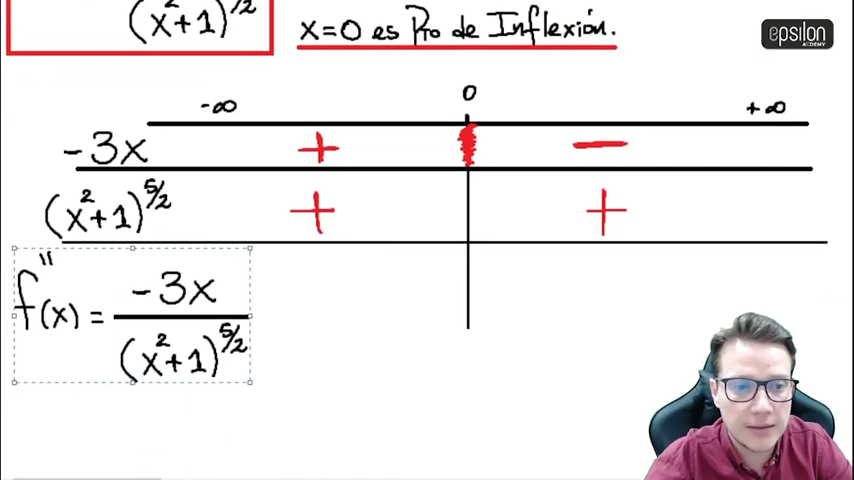 (x²+1)^1/2
x=0 es Pto de Inflexión.
epsilon
ACADEMY
-∞ 0 +∞
-3x + −
(x²+1)^5/2 + +
f''(x) = -3x
(x²+1)^5/2